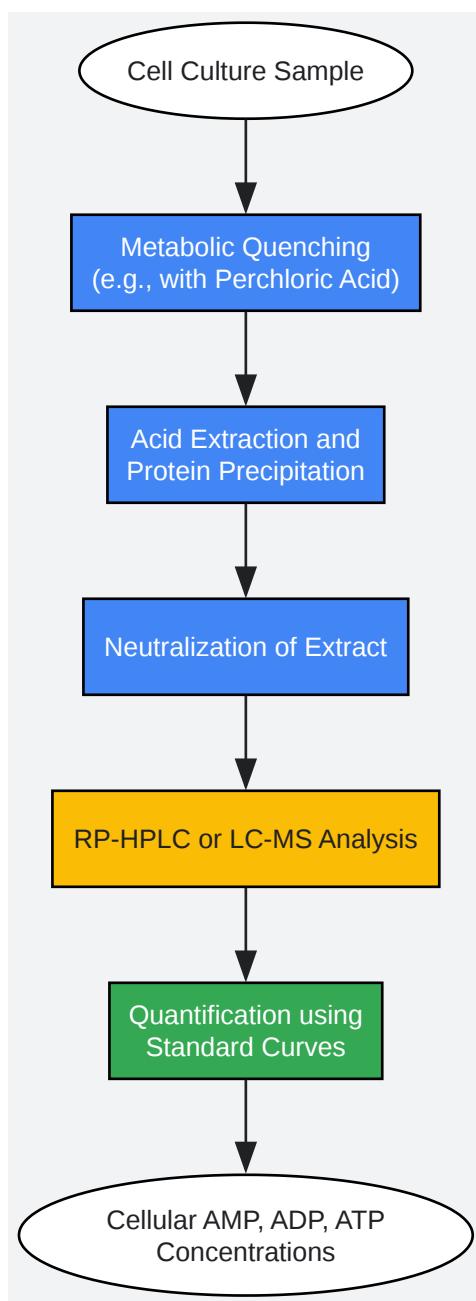 Cell Culture Sample
Metabolic Quenching
(e.g., with Perchloric Acid)
Acid Extraction and
Protein Precipitation
Neutralization of Extract
RP-HPLC or LC-MS Analysis
Quantification using
Standard Curves
Cellular AMP, ADP, ATP
Concentrations